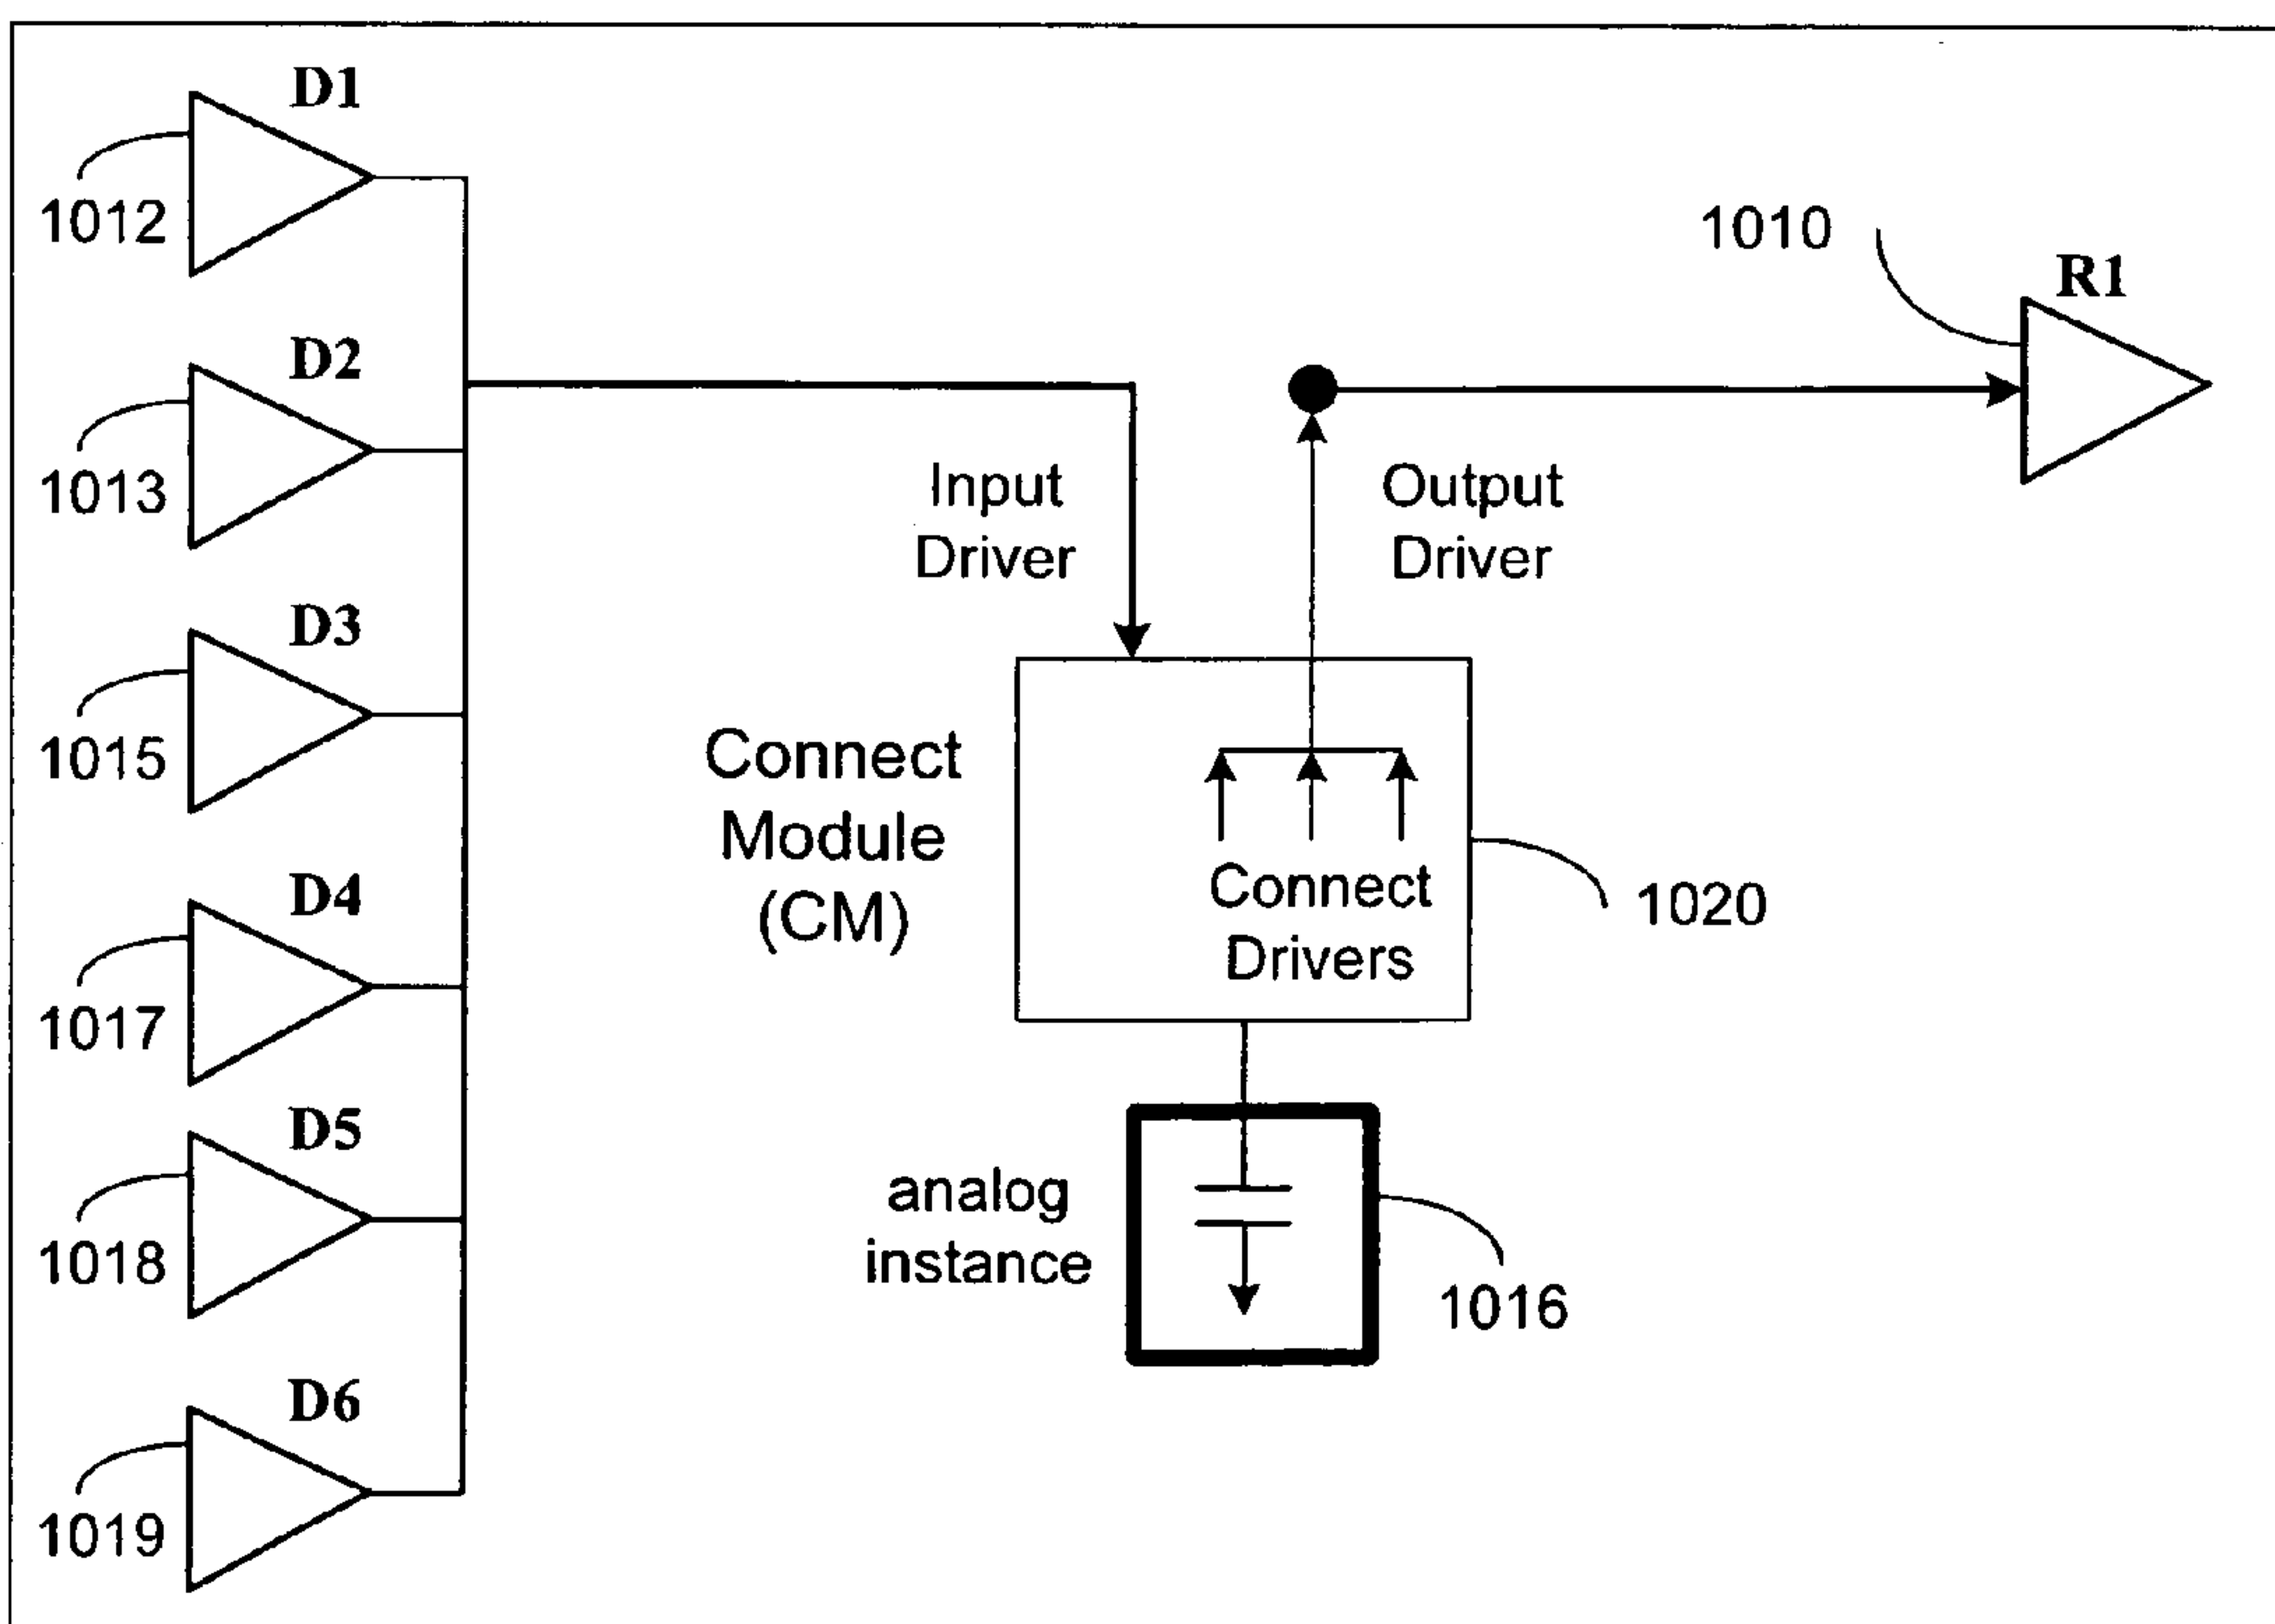 D1
1012
1010
R1
D2
1013
Input
Driver
Output
Driver
D3
1015
Connect
Module
(CM)
Connect
Drivers
1020
D4
1017
D5
1018
analog
instance
1016
D6
1019